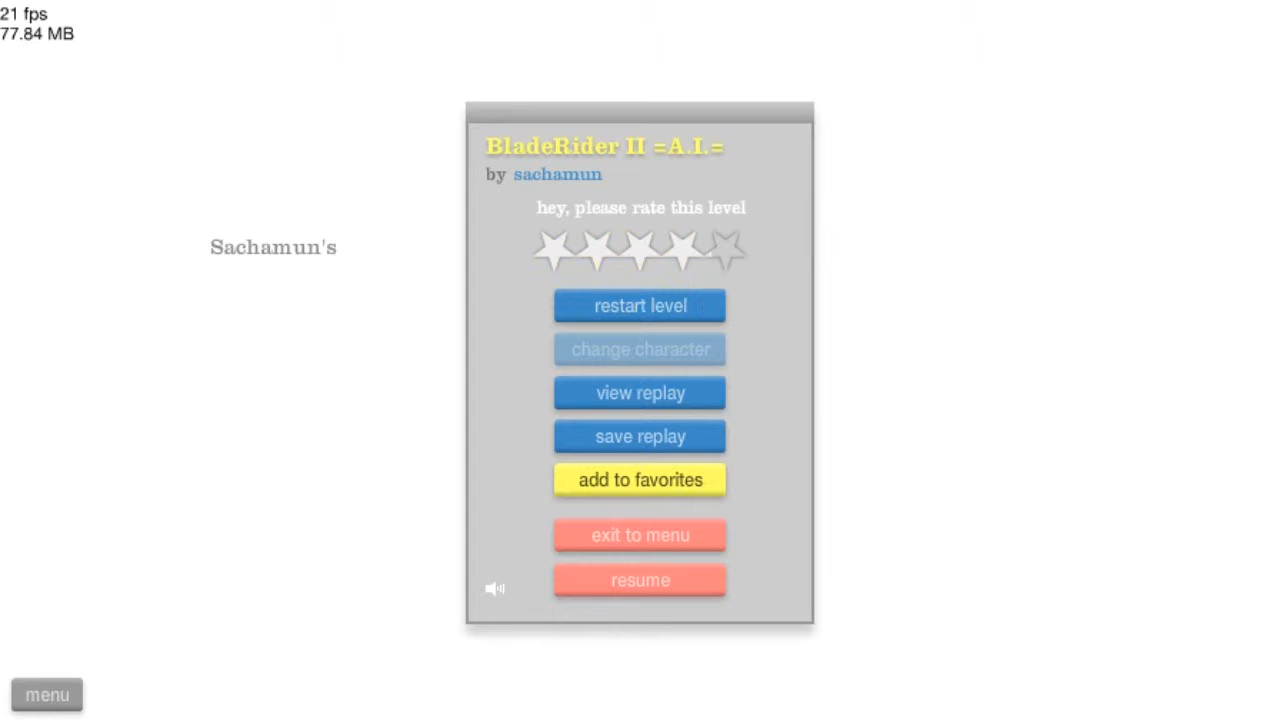 21 fps
77.84 MB
BladeRider II =A.I.=
by sachamun
hey, please rate this level
Sachamun's
restart level
change character
view replay
save replay
add to favorites
exit to menu
resume
menu